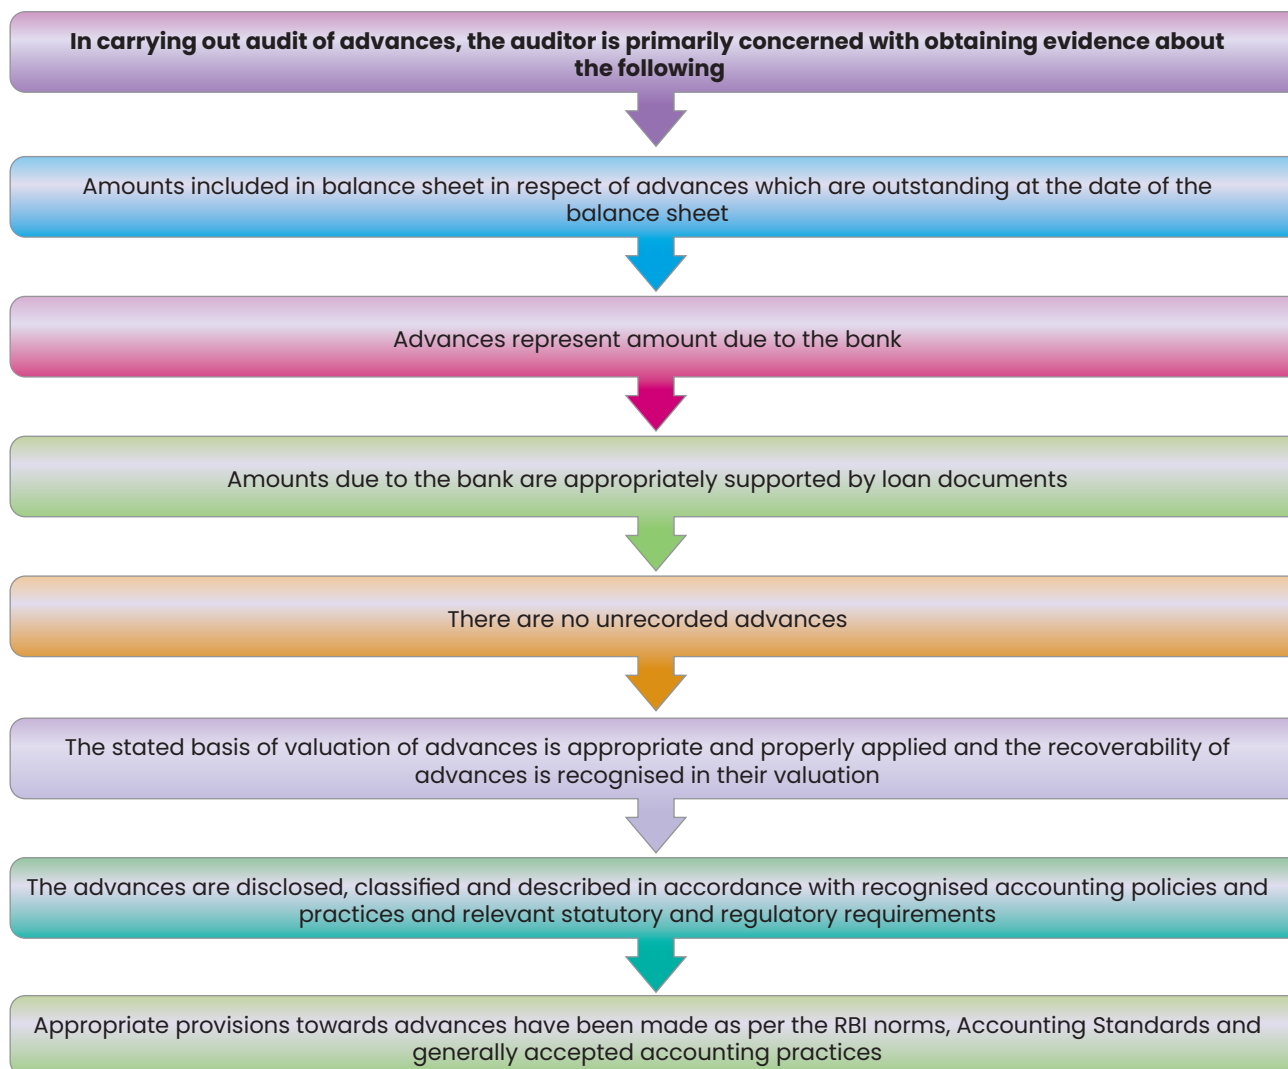 In carrying out audit of advances, the auditor is primarily concerned with obtaining evidence about
the following
Amounts included in balance sheet in respect of advances which are outstanding at the date of the
balance sheet
Advances represent amount due to the bank
Amounts due to the bank are appropriately supported by loan documents
There are no unrecorded advances
The stated basis of valuation of advances is appropriate and properly applied and the recoverability of
advances is recognised in their valuation
The advances are disclosed, classified and described in accordance with recognised accounting policies and
practices and relevant statutory and regulatory requirements
Appropriate provisions towards advances have been made as per the RBI norms, Accounting Standards and
generally accepted accounting practices